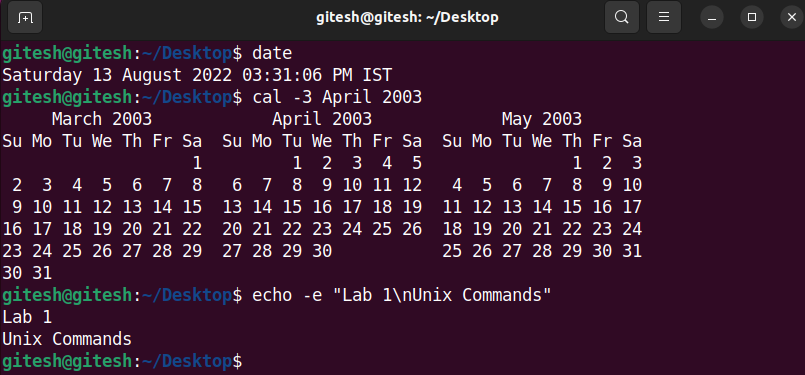 gitesh@gitesh: ~/Desktop
gitesh@gitesh:~/Desktop$ date
Saturday 13 August 2022 03:31:06 PM IST
gitesh@gitesh:~/Desktop$ cal -3 April 2003
     March 2003            April 2003             May 2003
Su Mo Tu We Th Fr Sa  Su Mo Tu We Th Fr Sa  Su Mo Tu We Th Fr Sa
                   1         1  2  3  4  5               1  2  3
 2  3  4  5  6  7  8   6  7  8  9 10 11 12   4  5  6  7  8  9 10
 9 10 11 12 13 14 15  13 14 15 16 17 18 19  11 12 13 14 15 16 17
16 17 18 19 20 21 22  20 21 22 23 24 25 26  18 19 20 21 22 23 24
23 24 25 26 27 28 29  27 28 29 30           25 26 27 28 29 30 31
30 31
gitesh@gitesh:~/Desktop$ echo -e "Lab 1\nUnix Commands"
Lab 1
Unix Commands
gitesh@gitesh:~/Desktop$